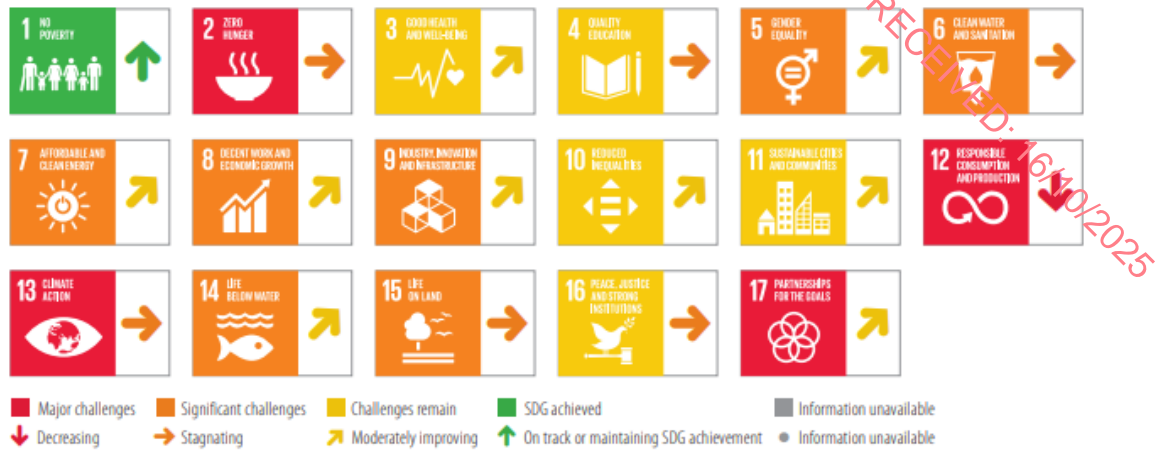 1 NO
POVERTY
2 ZERO
HUNGER
3 GOOD HEALTH
AND WELL-BEING
4 QUALITY
EDUCATION
5 GENDER
EQUALITY
6 CLEAN WATER
AND SANITATION
7 AFFORDABLE AND
CLEAN ENERGY
8 DECENT WORK AND
ECONOMIC GROWTH
9 INDUSTRY, INNOVATION
AND INFRASTRUCTURE
10 REDUCED
INEQUALITIES
11 SUSTAINABLE CITIES
AND COMMUNITIES
12 RESPONSIBLE
CONSUMPTION
AND PRODUCTION
RECEIVED: 16/10/2025
13 CLIMATE
ACTION
14 LIFE
BELOW WATER
15 LIFE
ON LAND
16 PEACE, JUSTICE
AND STRONG
INSTITUTIONS
17 PARTNERSHIPS
FOR THE GOALS
Major challenges
Significant challenges
Challenges remain
SDG achieved
Information unavailable
Decreasing
Stagnating
Moderately improving
On track or maintaining SDG achievement
Information unavailable